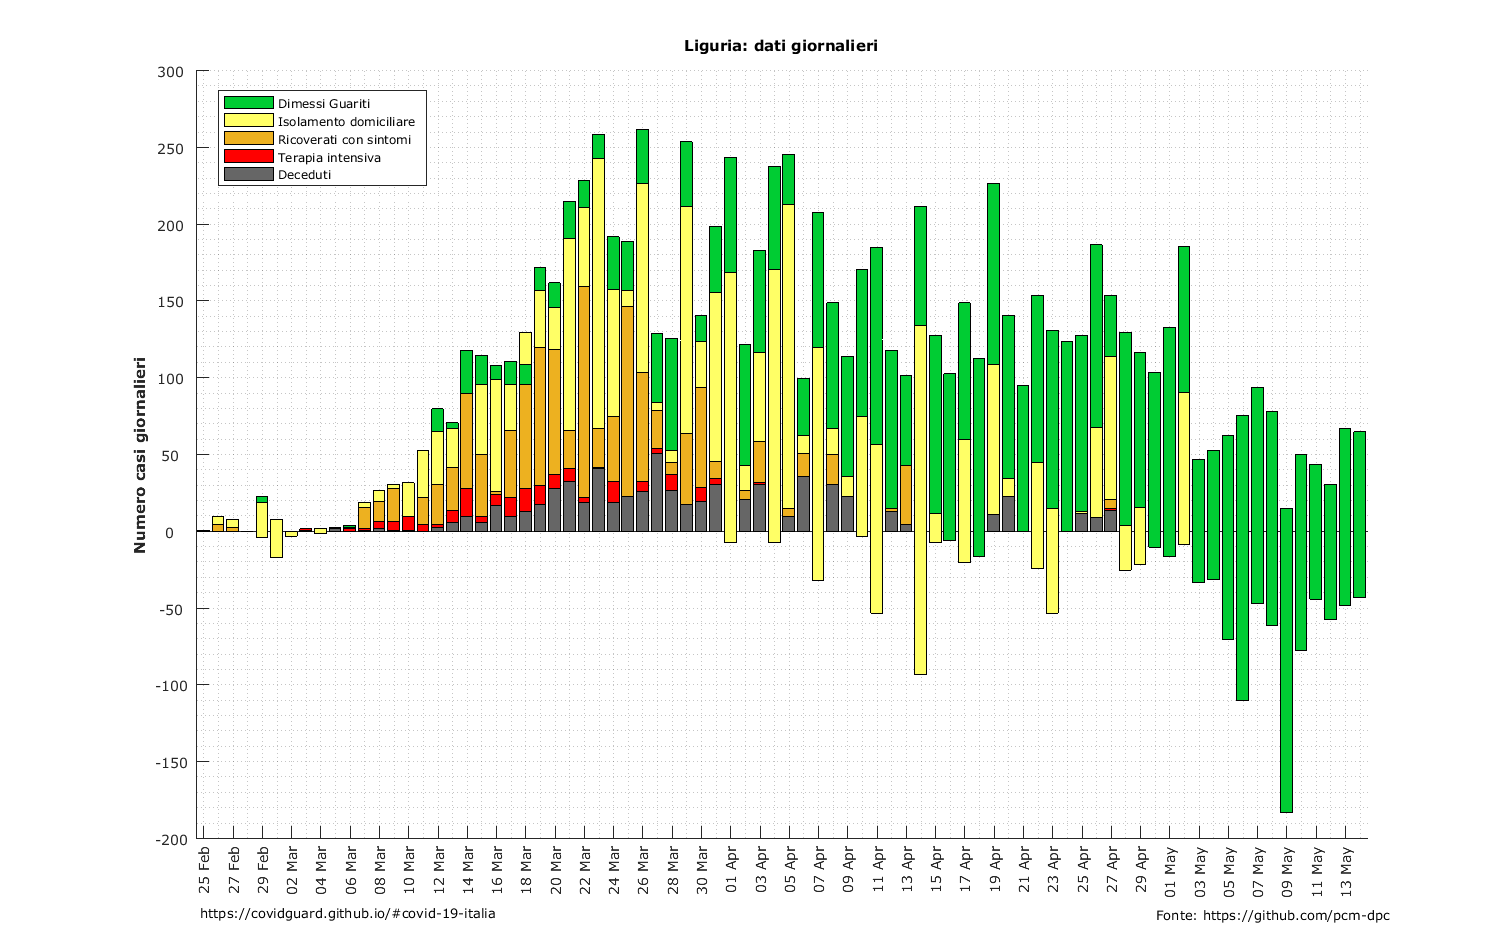 Liguria: dati giornalieri
300
250
200
150
100
50
0
-50
-100
-150
-200
Numero casi giornalieri
Dimessi Guariti
Isolamento domiciliare
Ricoverati con sintomi
Terapia intensiva
Deceduti
25 Feb
27 Feb
29 Feb
02 Mar
04 Mar
06 Mar
08 Mar
10 Mar
12 Mar
14 Mar
16 Mar
18 Mar
20 Mar
22 Mar
24 Mar
26 Mar
28 Mar
30 Mar
01 Apr
03 Apr
05 Apr
07 Apr
09 Apr
11 Apr
13 Apr
15 Apr
17 Apr
19 Apr
21 Apr
23 Apr
25 Apr
27 Apr
29 Apr
01 May
03 May
05 May
07 May
09 May
11 May
13 May
https://covidguard.github.io/#covid-19-italia
Fonte: https://github.com/pcm-dpc